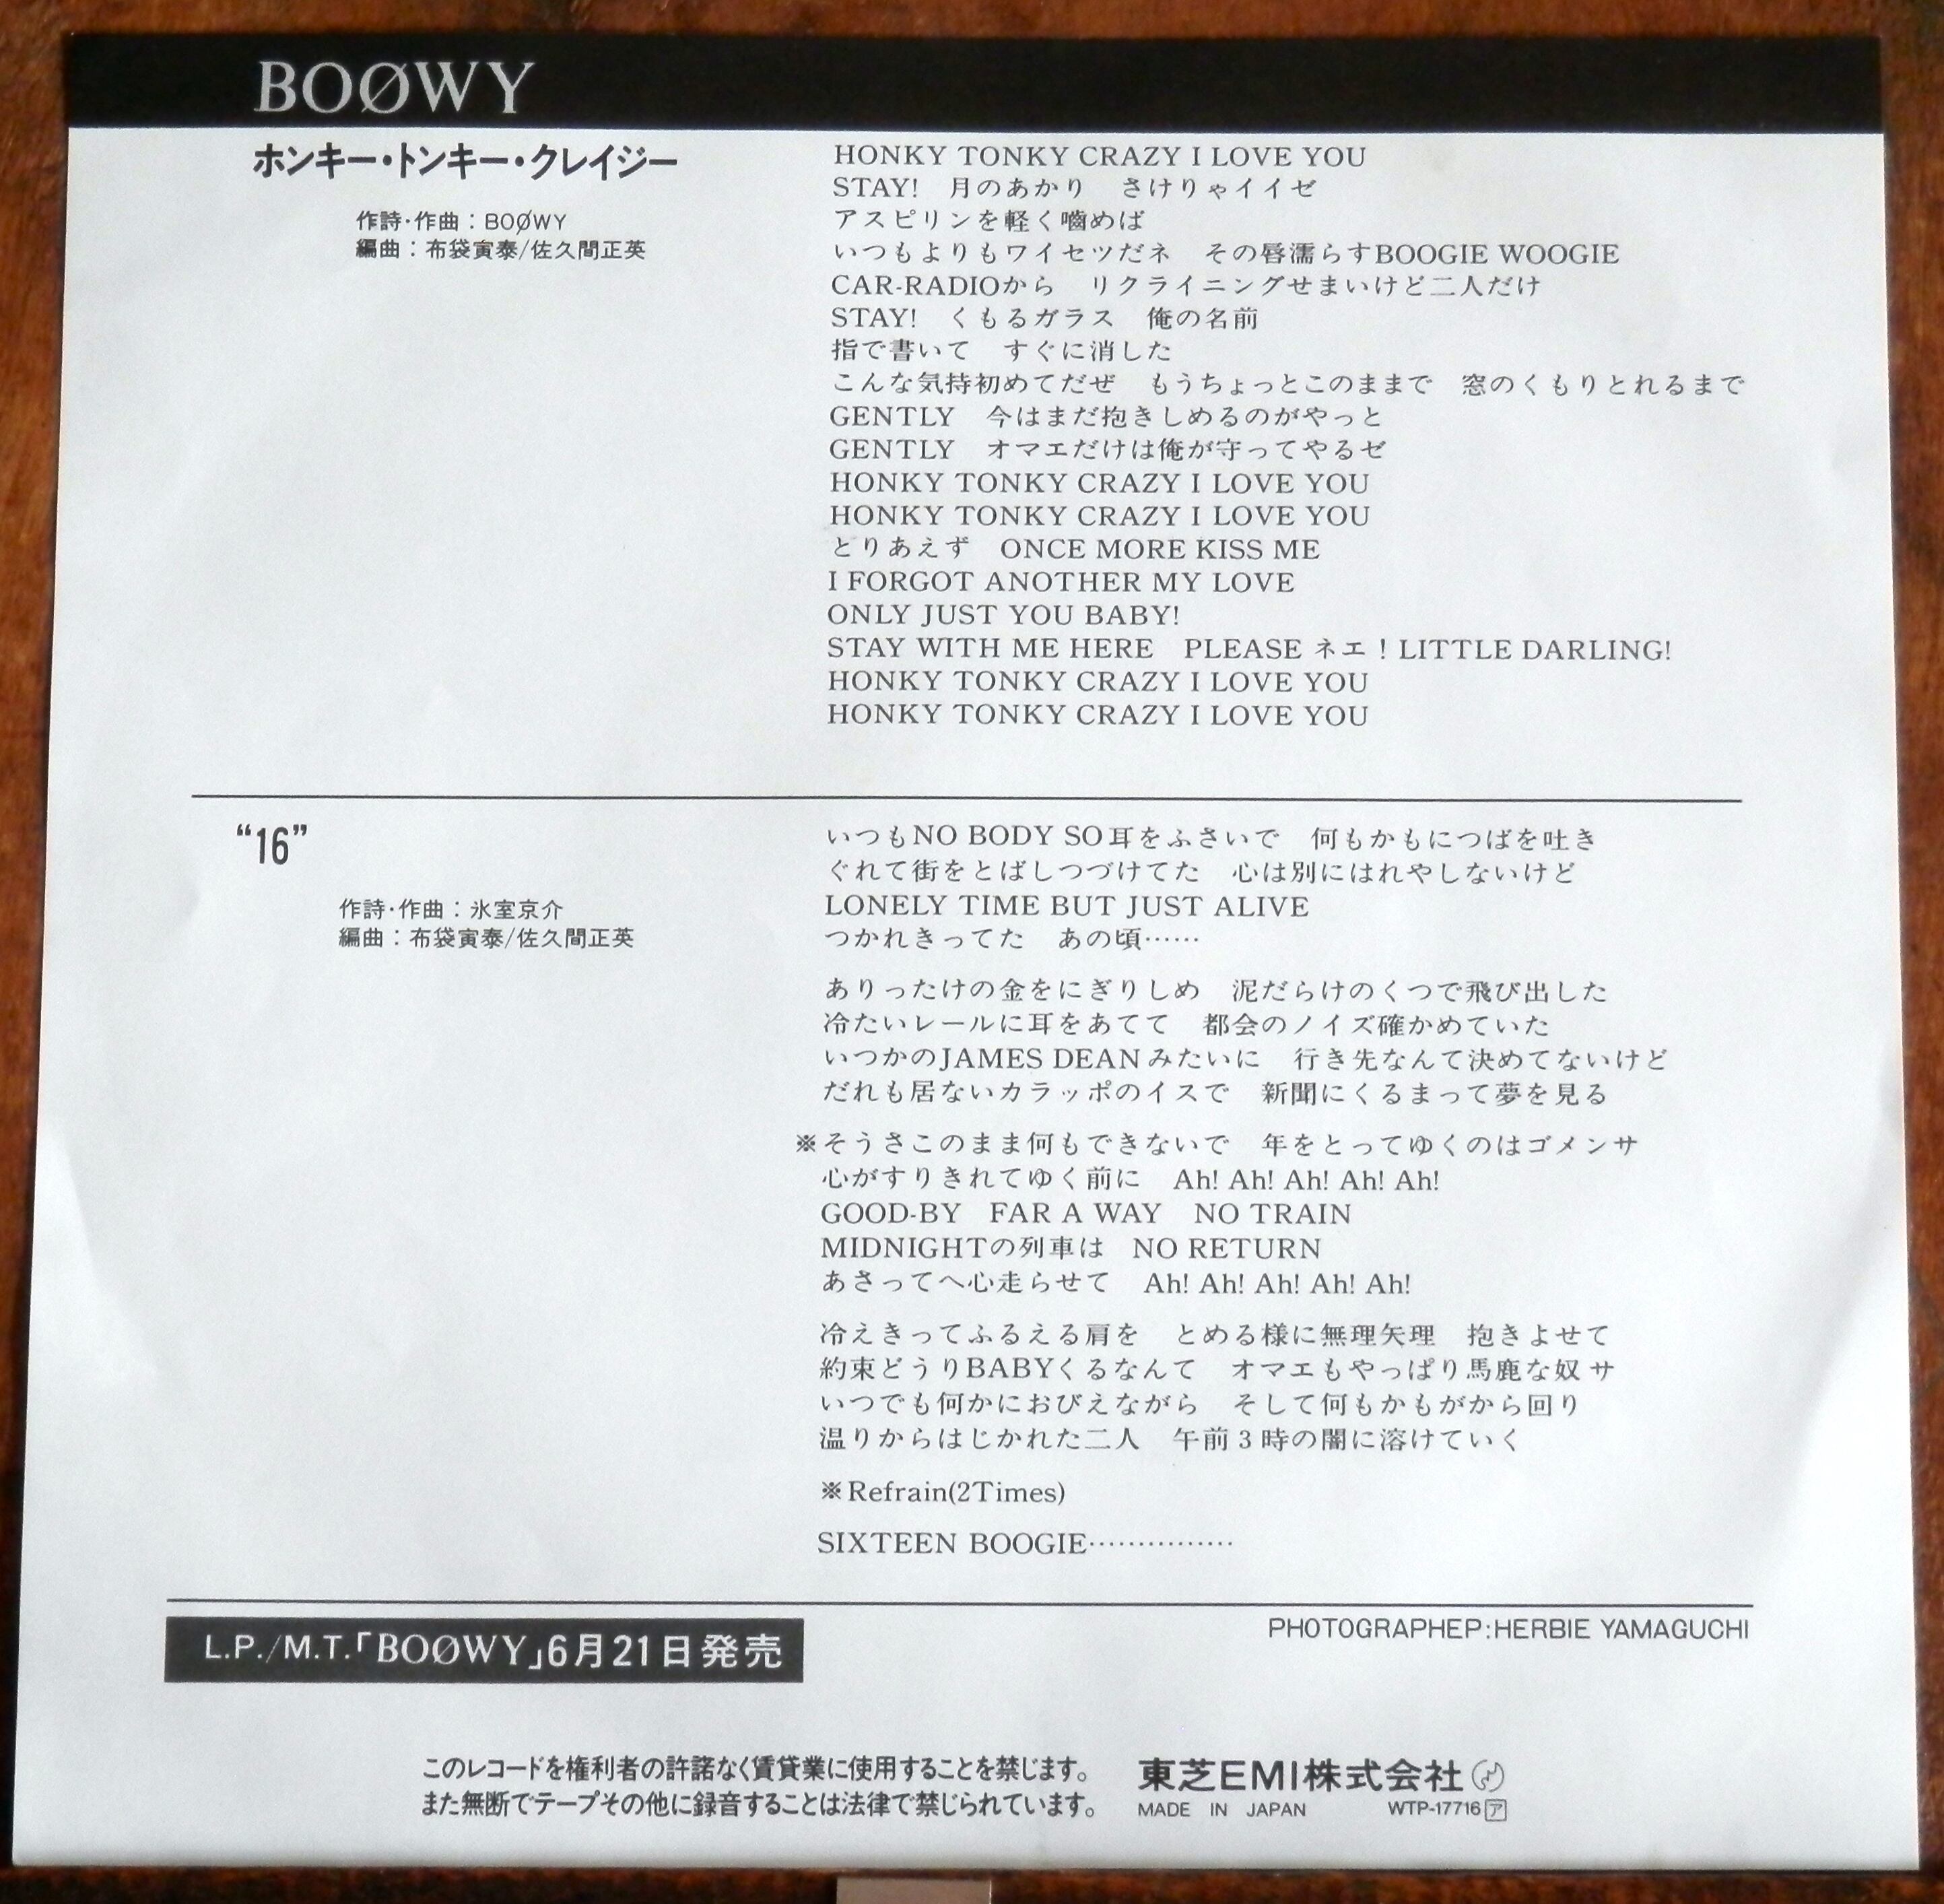 BOØWY
ホンキー・トンキー・クレイジー
作詩・作曲：BOØWY
編曲：布袋寅泰/佐久間正英
HONKY TONKY CRAZY I LOVE YOU
STAY!　月のあかり　さけりゃイイゼ
アスピリンを軽く嚙めば
いつもよりもワイセツだネ　その唇濡らすBOOGIE WOOGIE
CAR-RADIOから　リクライニングせまいけど二人だけ
STAY!　くもるガラス　俺の名前
指で書いて　すぐに消した
こんな気持初めてだぜ　もうちょっとこのままで　窓のくもりとれるまで
GENTLY　今はまだ抱きしめるのがやっと
GENTLY　オマエだけは俺が守ってやるゼ
HONKY TONKY CRAZY I LOVE YOU
HONKY TONKY CRAZY I LOVE YOU
とりあえず　ONCE MORE KISS ME
I FORGOT ANOTHER MY LOVE
ONLY JUST YOU BABY!
STAY WITH ME HERE　PLEASE ネエ！LITTLE DARLING!
HONKY TONKY CRAZY I LOVE YOU
HONKY TONKY CRAZY I LOVE YOU
“16”
作詩・作曲：氷室京介
編曲：布袋寅泰/佐久間正英
いつもNO BODY SO耳をふさいで　何もかもにつばを吐き
ぐれて街をとばしつづけてた　心は別にはれやしないけど
LONELY TIME BUT JUST ALIVE
つかれきってた　あの頃……
ありったけの金をにぎりしめ　泥だらけのくつで飛び出した
冷たいレールに耳をあてて　都会のノイズ確かめていた
いつかのJAMES DEANみたいに　行き先なんて決めてないけど
だれも居ないカラッポのイスで　新聞にくるまって夢を見る
※そうさこのまま何もできないで　年をとってゆくのはゴメンサ
心がすりきれてゆく前に　Ah! Ah! Ah! Ah! Ah!
GOOD-BY　FAR A WAY　NO TRAIN
MIDNIGHTの列車は　NO RETURN
あさってへ心走らせて　Ah! Ah! Ah! Ah! Ah!
冷えきってふるえる肩を　とめる様に無理矢理　抱きよせて
約束どうりBABYくるなんて　オマエもやっぱり馬鹿な奴サ
いつでも何かにおびえながら　そして何もかもがから回り
温りからはじかれた二人　午前3時の闇に溶けていく
※Refrain(2Times)
SIXTEEN BOOGIE……………
L.P./M.T.「BOØWY」6月21日発売
PHOTOGRAPHEP:HERBIE YAMAGUCHI
このレコードを権利者の許諾なく賃貸業に使用することを禁じます。
また無断でテープその他に録音することは法律で禁じられています。
東芝EMI株式会社
MADE IN JAPAN　WTP-17716 ア